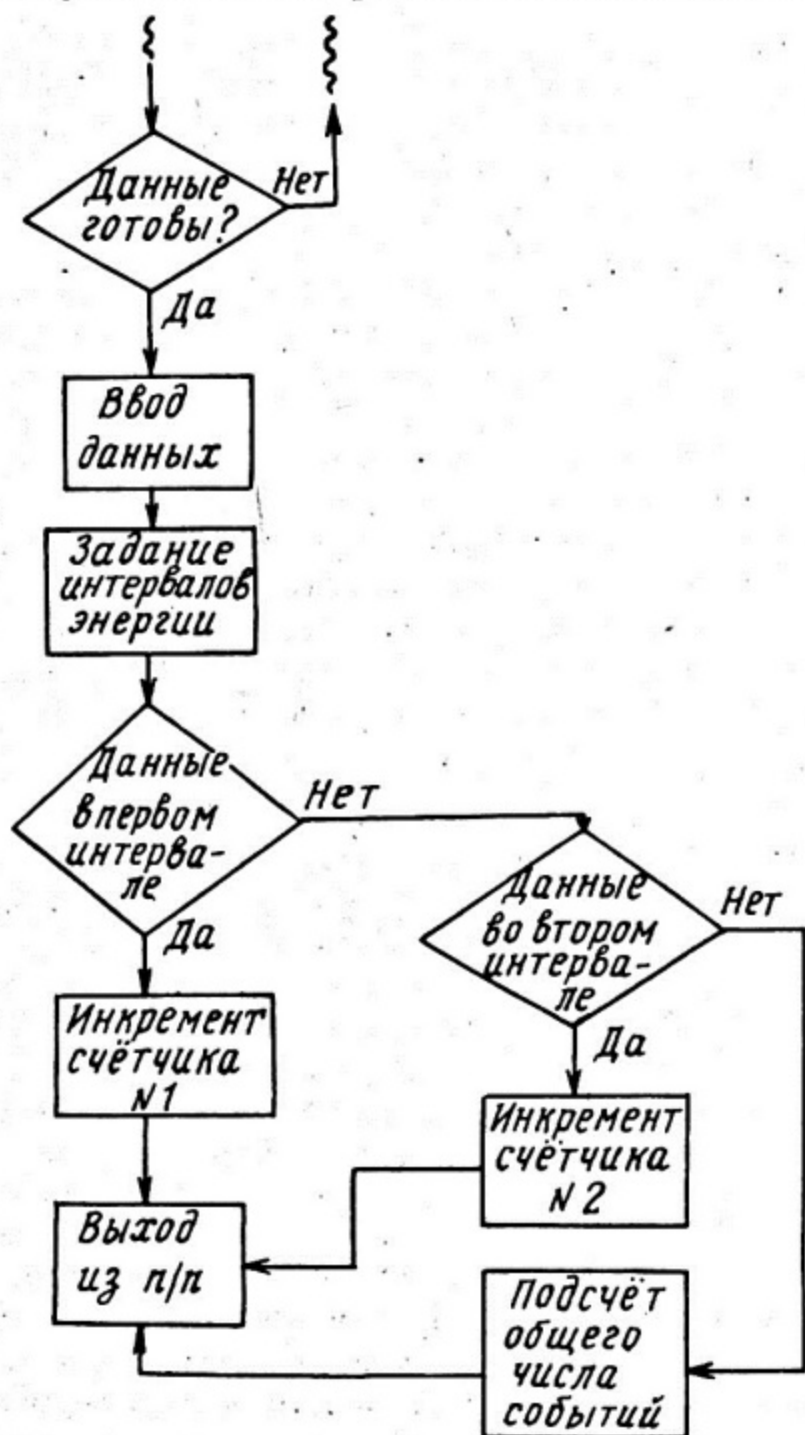 Данные
готовы?
Нет
Да
Ввод
данных
Задание
интервалов
энергии
Данные
в первом
интерва-
ле
Нет
Да
Данные
во втором
интерва-
ле
Нет
Да
Инкремент
счётчика
N1
Инкремент
счётчика
N2
Выход
из п/п
Подсчёт
общего
числа
событий